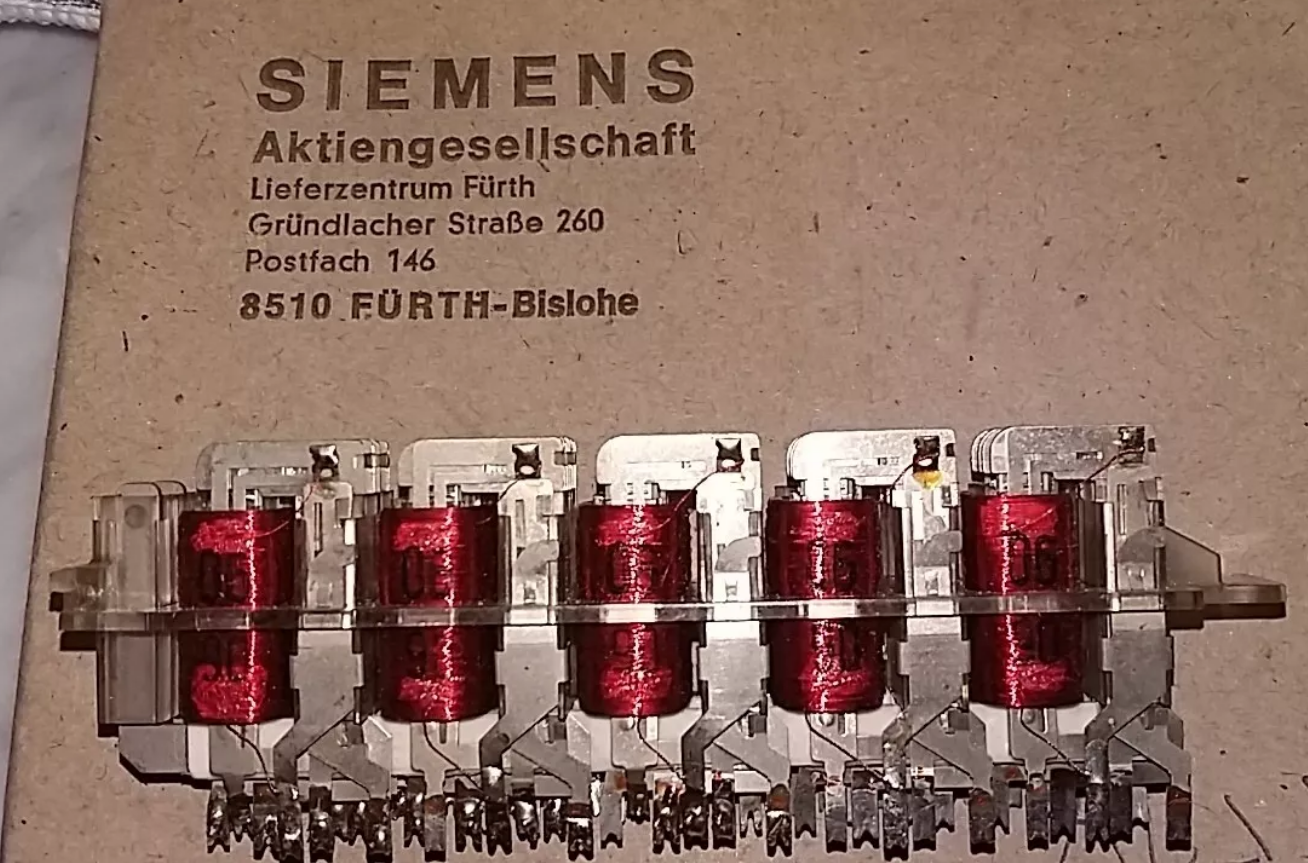 SIEMENS
Aktiengesellschaft
Lieferzentrum Fürth
Gründlacher Straße 260
Postfach 146
8510 FÜRTH-Bislohe